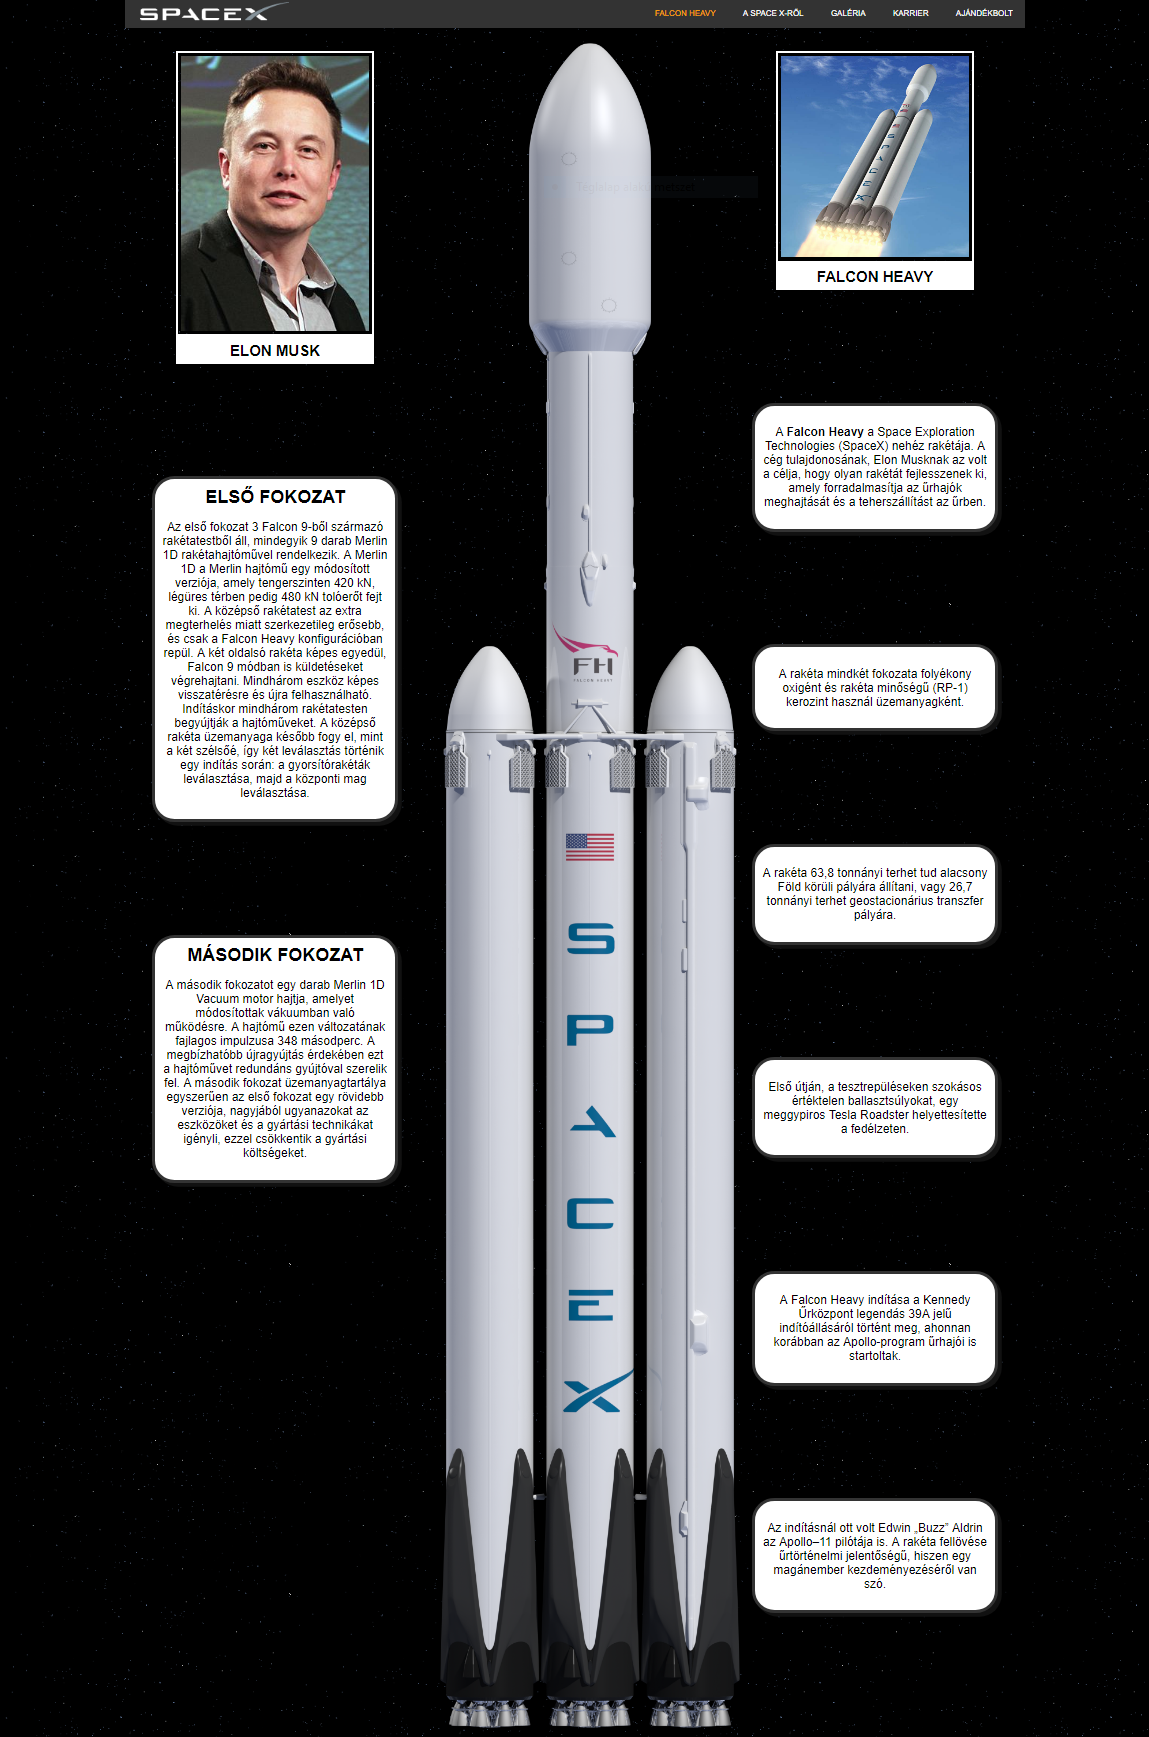 SPACEX
FALCON HEAVY
A SPACE X-RŐL
GALÉRIA
KARRIER
AJÁNDÉKBOLT
ELON MUSK
FALCON HEAVY
A Falcon Heavy a Space Exploration
Technologies (SpaceX) nehéz rakétája. A
cég tulajdonosának, Elon Musknak az volt
a célja, hogy olyan rakétát fejlesszenek ki,
amely forradalmasítja az űrhajók
meghajtását és a teherszállítást az űrben.
ELSŐ FOKOZAT
Az első fokozat 3 Falcon 9-ből származó
rakétatestből áll, mindegyik 9 darab Merlin
1D rakétahajtóművel rendelkezik. A Merlin
1D a Merlin hajtómű egy módosított
verziója, amely tengerszinten 420 kN,
légüres térben pedig 480 kN tolóerőt fejt
ki. A középső rakétatest az extra
megterhelés miatt szerkezetileg erősebb,
és csak a Falcon Heavy konfigurációban
repül. A két oldalsó rakéta képes egyedül,
Falcon 9 módban is küldetéseket
végrehajtani. Mindhárom eszköz képes
visszatérésre és újra felhasználható.
Indításkor mindhárom rakétatesten
begyújtják a hajtóműveket. A középső
rakéta üzemanyaga később fogy el, mint
a két szélsőé, így két leválasztás történik
egy indítás során: a gyorsítórakéták
leválasztása, majd a központi mag
leválasztása.
FH
FALCON HEAVY
A rakéta mindkét fokozata folyékony
oxigént és rakéta minőségű (RP-1)
kerozint használ üzemanyagként.
A rakéta 63,8 tonnányi terhet tud alacsony
Föld körüli pályára állítani, vagy 26,7
tonnányi terhet geostacionárius transzfer
pályára.
MÁSODIK FOKOZAT
A második fokozatot egy darab Merlin 1D
Vacuum motor hajtja, amelyet
módosítottak vákuumban való
működésre. A hajtómű ezen változatának
fajlagos impulzusa 348 másodperc. A
megbízhatóbb újragyújtás érdekében ezt
a hajtóművet redundáns gyújtóval szerelik
fel. A második fokozat üzemanyagtartálya
egyszerűen az első fokozat egy rövidebb
verziója, nagyjából ugyanazokat az
eszközöket és a gyártási technikákat
igényli, ezzel csökkentik a gyártási
költségeket.
S
P
A
C
E
X
Első útján, a tesztrepüléseken szokásos
értéktelen ballasztsúlyokat, egy
meggypiros Tesla Roadster helyettesítette
a fedélzeten.
A Falcon Heavy indítása a Kennedy
Űrközpont legendás 39A jelű
indítóállásáról történt meg, ahonnan
korábban az Apollo-program űrhajói is
startoltak.
Az indításnál ott volt Edwin „Buzz” Aldrin
az Apollo–11 pilótája is. A rakéta fellövése
űrtörténelmi jelentőségű, hiszen egy
magánember kezdeményezéséről van
szó.